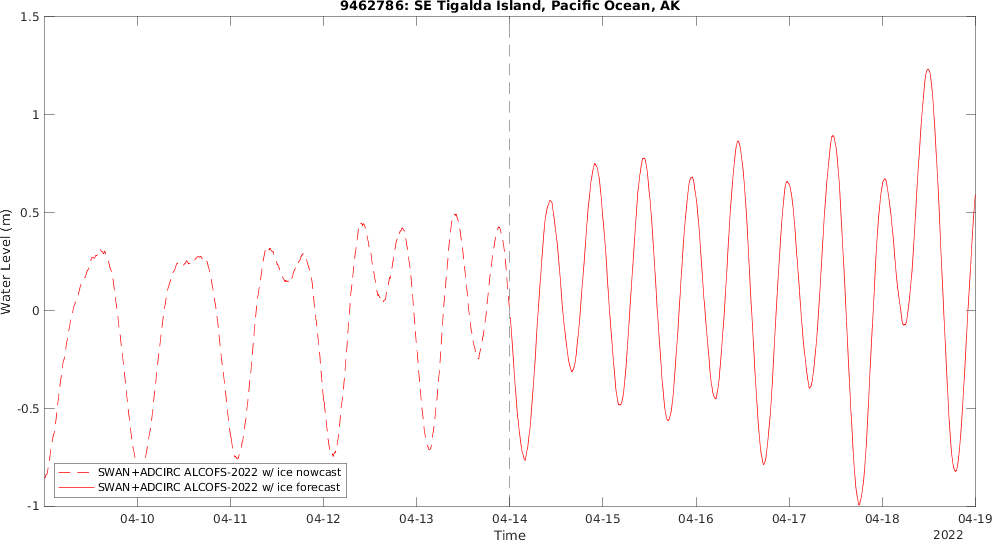 9462786: SE Tigalda Island, Pacific Ocean, AK
1.5
1
0.5
0
-0.5
-1
Water Level (m)
SWAN+ADCIRC ALCOFS-2022 w/ ice nowcast
SWAN+ADCIRC ALCOFS-2022 w/ ice forecast
04-10 04-11 04-12 04-13 04-14 04-15 04-16 04-17 04-18 04-19
Time
2022